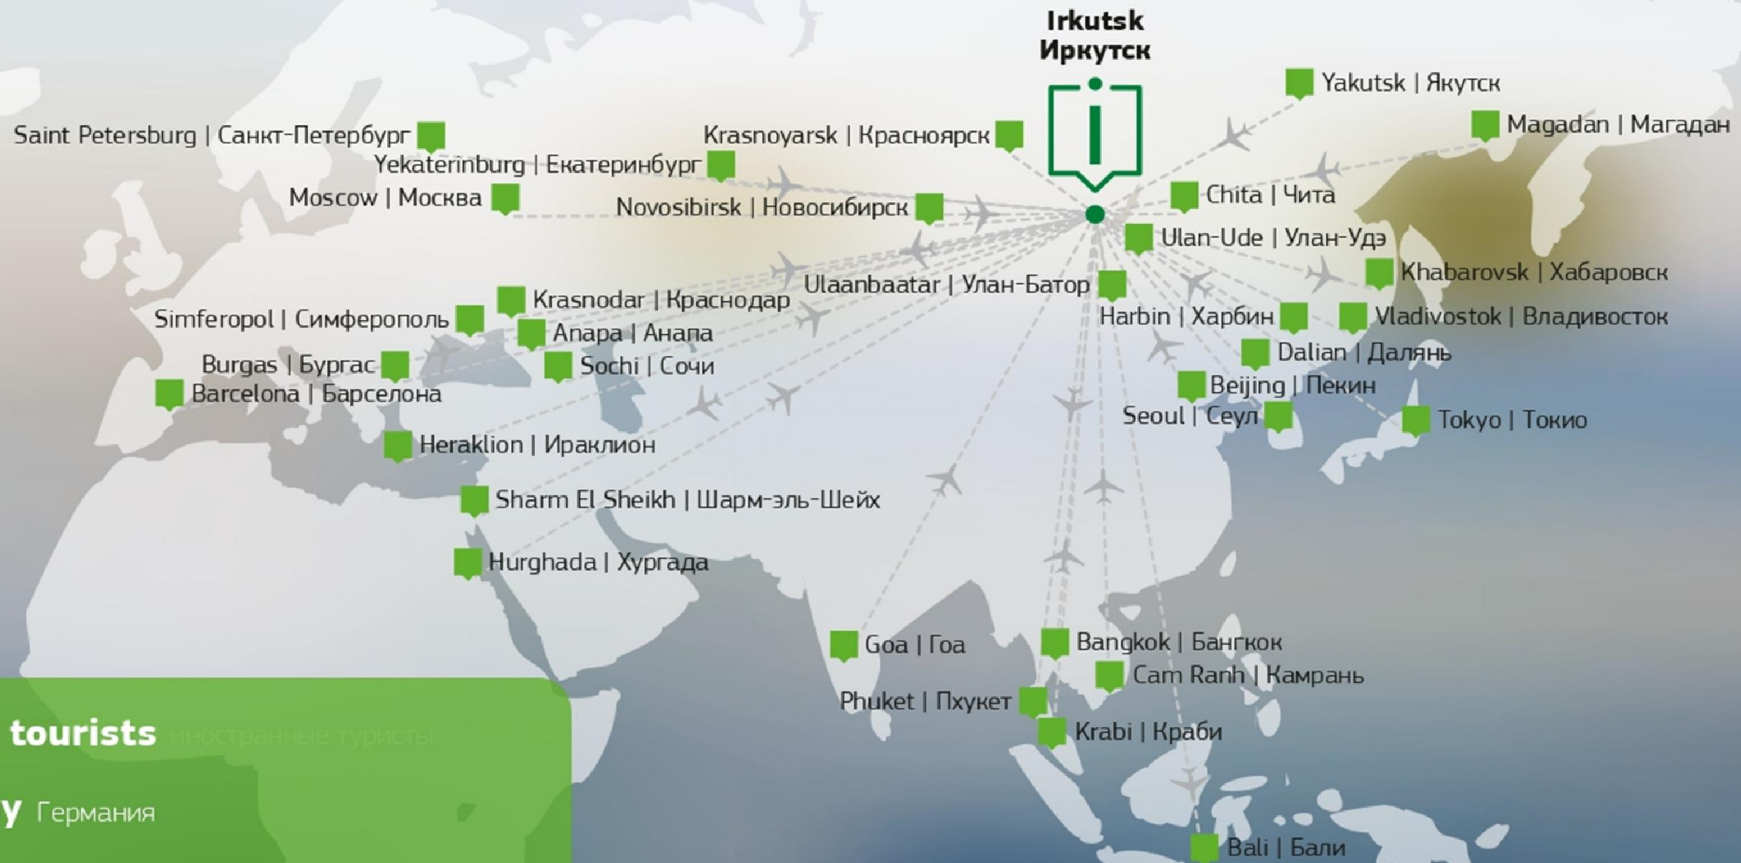 Irkutsk
Иркутск
Yakutsk | Якутск
Magadan | Магадан
Saint Petersburg | Санкт-Петербург
Krasnoyarsk | Красноярск
Yekaterinburg | Екатеринбург
Moscow | Москва
Chita | Чита
Novosibirsk | Новосибирск
Ulan-Ude | Улан-Удэ
Khabarovsk | Хабаровск
Ulaanbaatar | Улан-Батор
Krasnodar | Краснодар
Simferopol | Симферополь
Harbin | Харбин
Vladivostok | Владивосток
Anapa | Анапа
Dalian | Далянь
Burgas | Бургас
Sochi | Сочи
Beijing | Пекин
Barcelona | Барселона
Seoul | Сеул
Tokyo | Токио
Heraklion | Ираклион
Sharm El Sheikh | Шарм-эль-Шейх
Hurghada | Хургада
Goa | Гоа
Bangkok | Бангкок
Cam Ranh | Камрань
Phuket | Пхукет
Krabi | Краби
tourists иностранные туристы
y Германия
Bali | Бали